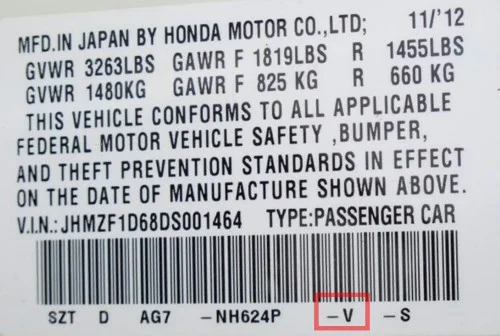 MFD.IN JAPAN BY HONDA MOTOR CO.,LTD; 11/'12
GVWR 3263LBS GAWR F 1819LBS R 1455LBS
GVWR 1480KG GAWR F 825 KG R 660 KG
THIS VEHICLE CONFORMS TO ALL APPLICABLE
FEDERAL MOTOR VEHICLE SAFETY ,BUMPER,
AND THEFT PREVENTION STANDARDS IN EFFECT
ON THE DATE OF MANUFACTURE SHOWN ABOVE.
V.I.N.:JHMZF1D68DS001464 TYPE:PASSENGER CAR
SZT D AG7 -NH624P -V -S